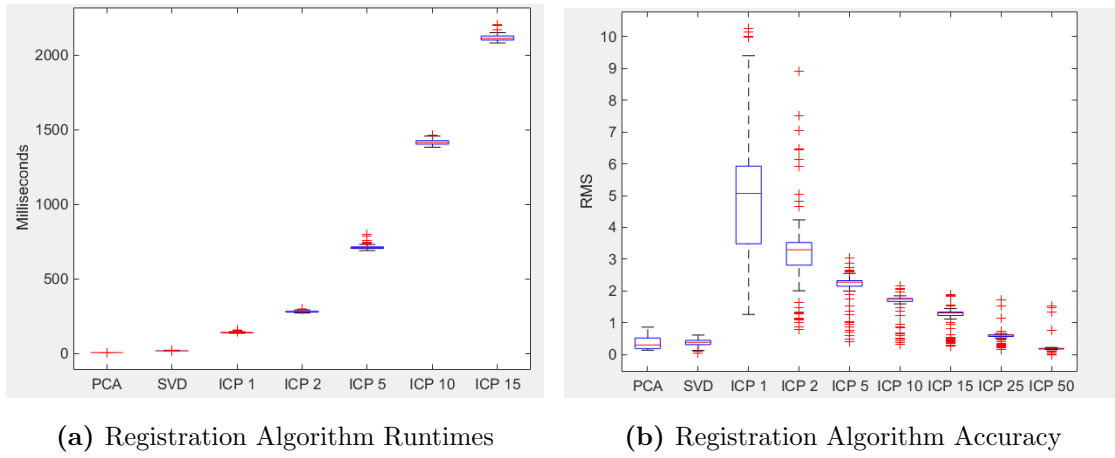 2000
1500
1000
500
0
Milliseconds
PCA SVD ICP 1 ICP 2 ICP 5 ICP 10 ICP 15
(a) Registration Algorithm Runtimes
10
9
8
7
6
5
4
3
2
1
0
RMS
PCA SVD ICP 1 ICP 2 ICP 5 ICP 10 ICP 15 ICP 25 ICP 50
(b) Registration Algorithm Accuracy